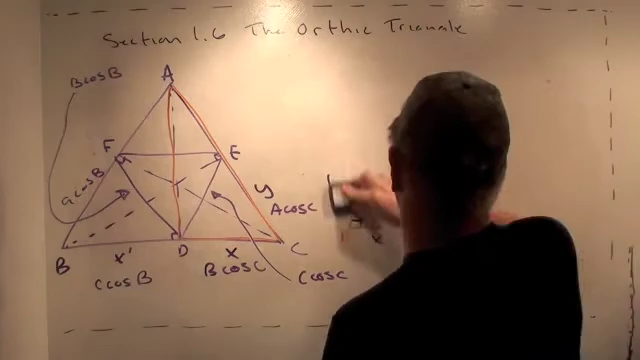 Section 1.6 The Orthic Triangle
BCOSB
A
F
E
aCOSB
y
ACOSC
B
X'
D
X
C
CCOSB
BCOSC
CCOSC